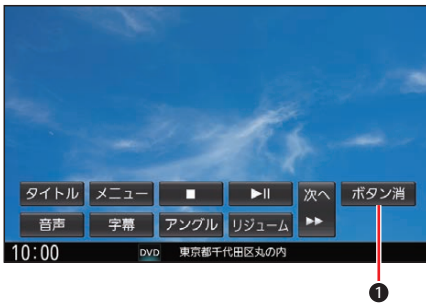 タイトル メニュー ■ ▶II 次へ ボタン消
音声 字幕 アングル リジューム ▶▶
10:00 DVD 東京都千代田区丸の内
❶